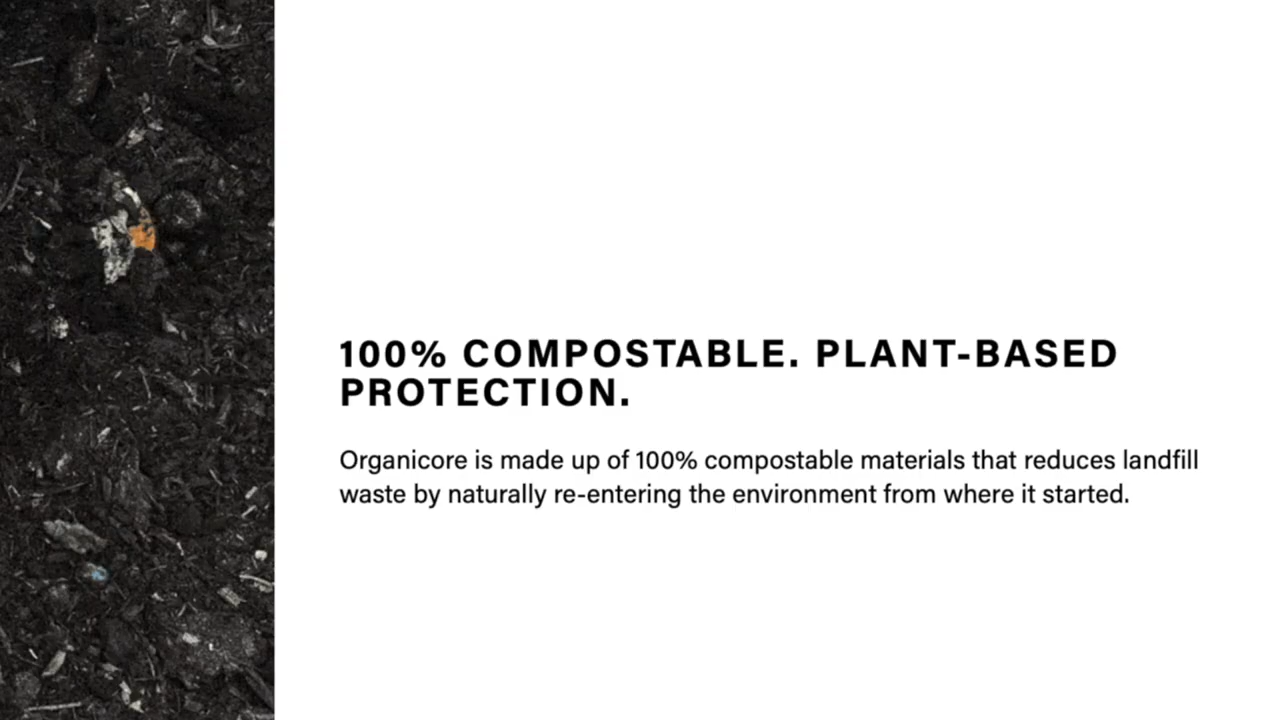 100% COMPOSTABLE. PLANT-BASED
PROTECTION.
Organicore is made up of 100% compostable materials that reduces landfill
waste by naturally re-entering the environment from where it started.